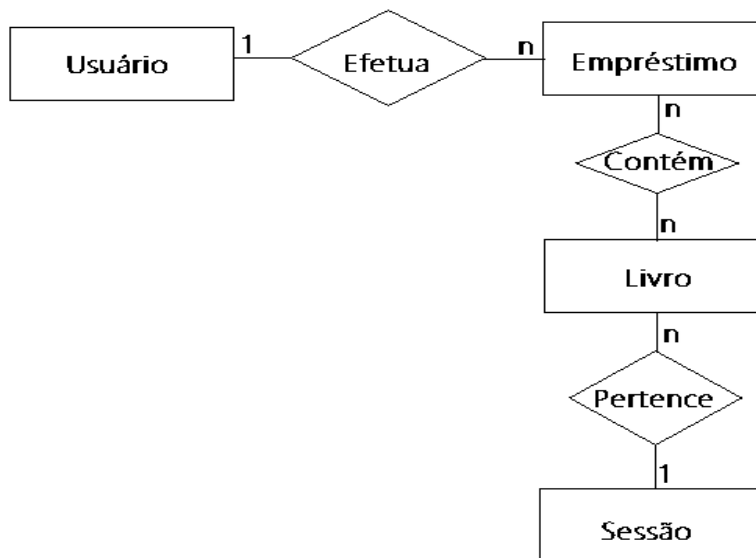 Usuário
1
Efetua
n
Empréstimo
n
Contém
n
Livro
n
Pertence
1
Sessão